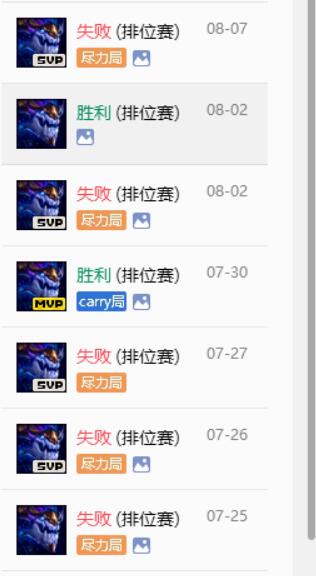 失败 (排位赛) 08-07
SVP 尽力局
胜利 (排位赛) 08-02
失败 (排位赛) 08-02
SVP 尽力局
胜利 (排位赛) 07-30
MVP carry局
失败 (排位赛) 07-27
SVP 尽力局
失败 (排位赛) 07-26
SVP 尽力局
失败 (排位赛) 07-25
尽力局